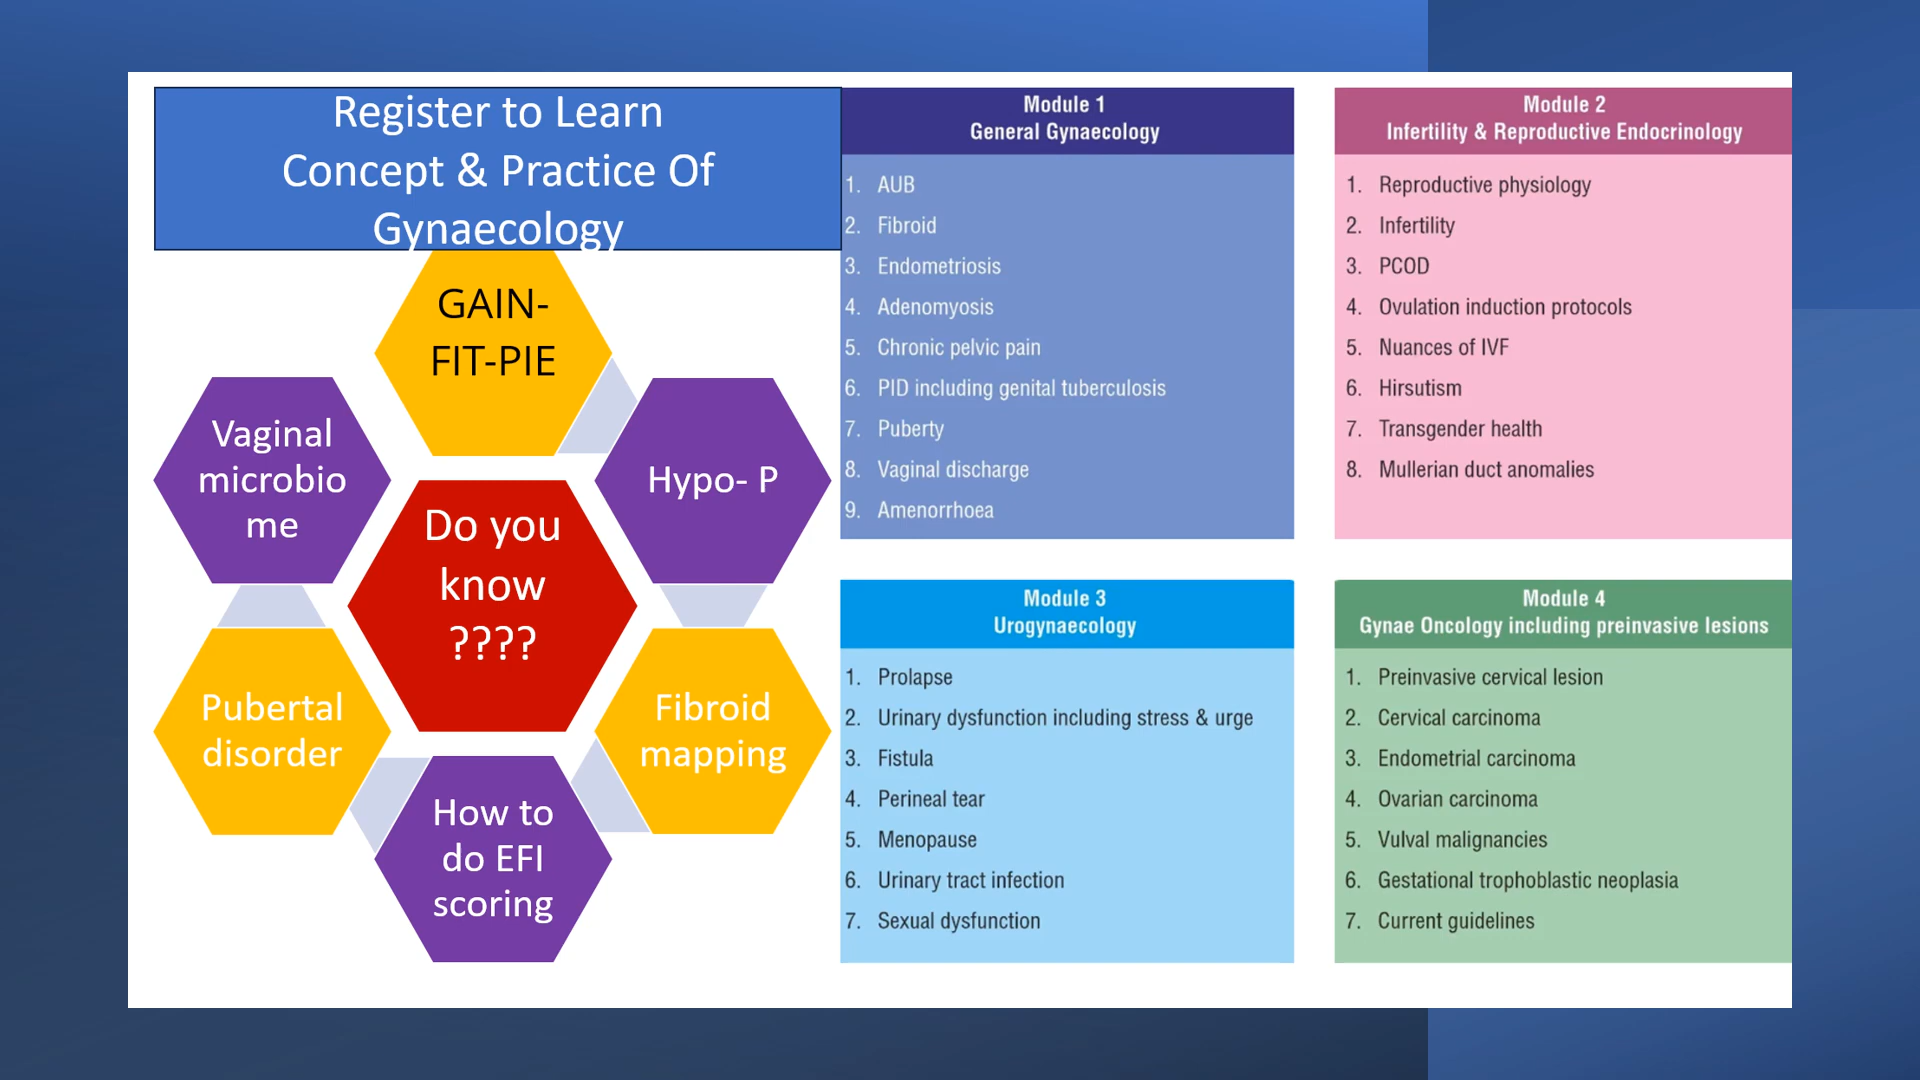 Register to Learn
Concept & Practice Of
Gynaecology
GAIN-
FIT-PIE
Hypo- P
Fibroid
mapping
How to
do EFI
scoring
Pubertal
disorder
Vaginal
microbio
me
Do you
know
????
Module 1
General Gynaecology
1. AUB
2. Fibroid
3. Endometriosis
4. Adenomyosis
5. Chronic pelvic pain
6. PID including genital tuberculosis
7. Puberty
8. Vaginal discharge
9. Amenorrhoea
Module 2
Infertility & Reproductive Endocrinology
1. Reproductive physiology
2. Infertility
3. PCOD
4. Ovulation induction protocols
5. Nuances of IVF
6. Hirsutism
7. Transgender health
8. Mullerian duct anomalies
Module 3
Urogynaecology
1. Prolapse
2. Urinary dysfunction including stress & urge
3. Fistula
4. Perineal tear
5. Menopause
6. Urinary tract infection
7. Sexual dysfunction
Module 4
Gynae Oncology including preinvasive lesions
1. Preinvasive cervical lesion
2. Cervical carcinoma
3. Endometrial carcinoma
4. Ovarian carcinoma
5. Vulval malignancies
6. Gestational trophoblastic neoplasia
7. Current guidelines